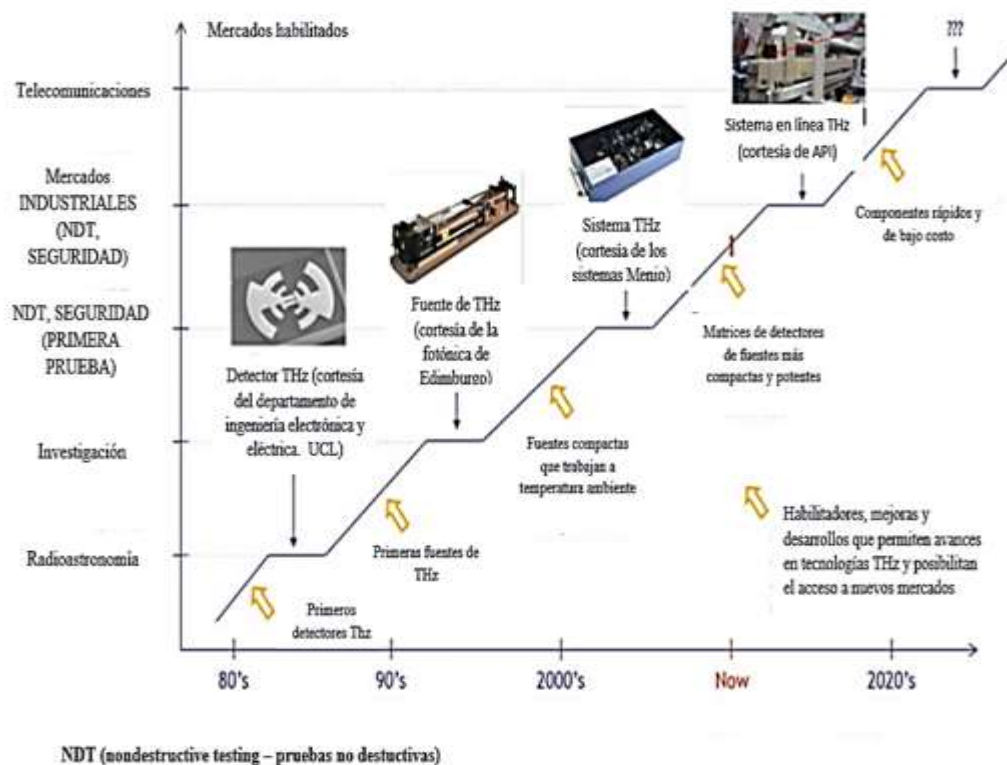 Mercados habilitados
???
Telecomunicaciones
Sistema en línea THz
(cortesía de API)
Mercados
INDUSTRIALES
(NDT,
SEGURIDAD)
Componentes rápidos y
de bajo costo
Sistema THz
(cortesía de los
sistemas Menio)
Fuente de THz
(cortesía de la
fotónica de
Edimburgo)
NDT, SEGURIDAD
(PRIMERA
PRUEBA)
Matrices de detectores
de fuentes más
compactas y potentes
Detector THz (cortesía
del departamento de
ingeniería electrónica y
eléctrica. UCL)
Investigación
Fuentes compactas
que trabajan a
temperatura ambiente
Habilitadores, mejoras y
desarrollos que permiten avances
en tecnologías THz y posibilitan
el acceso a nuevos mercados
Radioastronomía
Primeras fuentes de
THz
Primeros
detectores Thz
80's
90's
2000's
Now
2020's
NDT (nondestructive testing – pruebas no destuctivas)